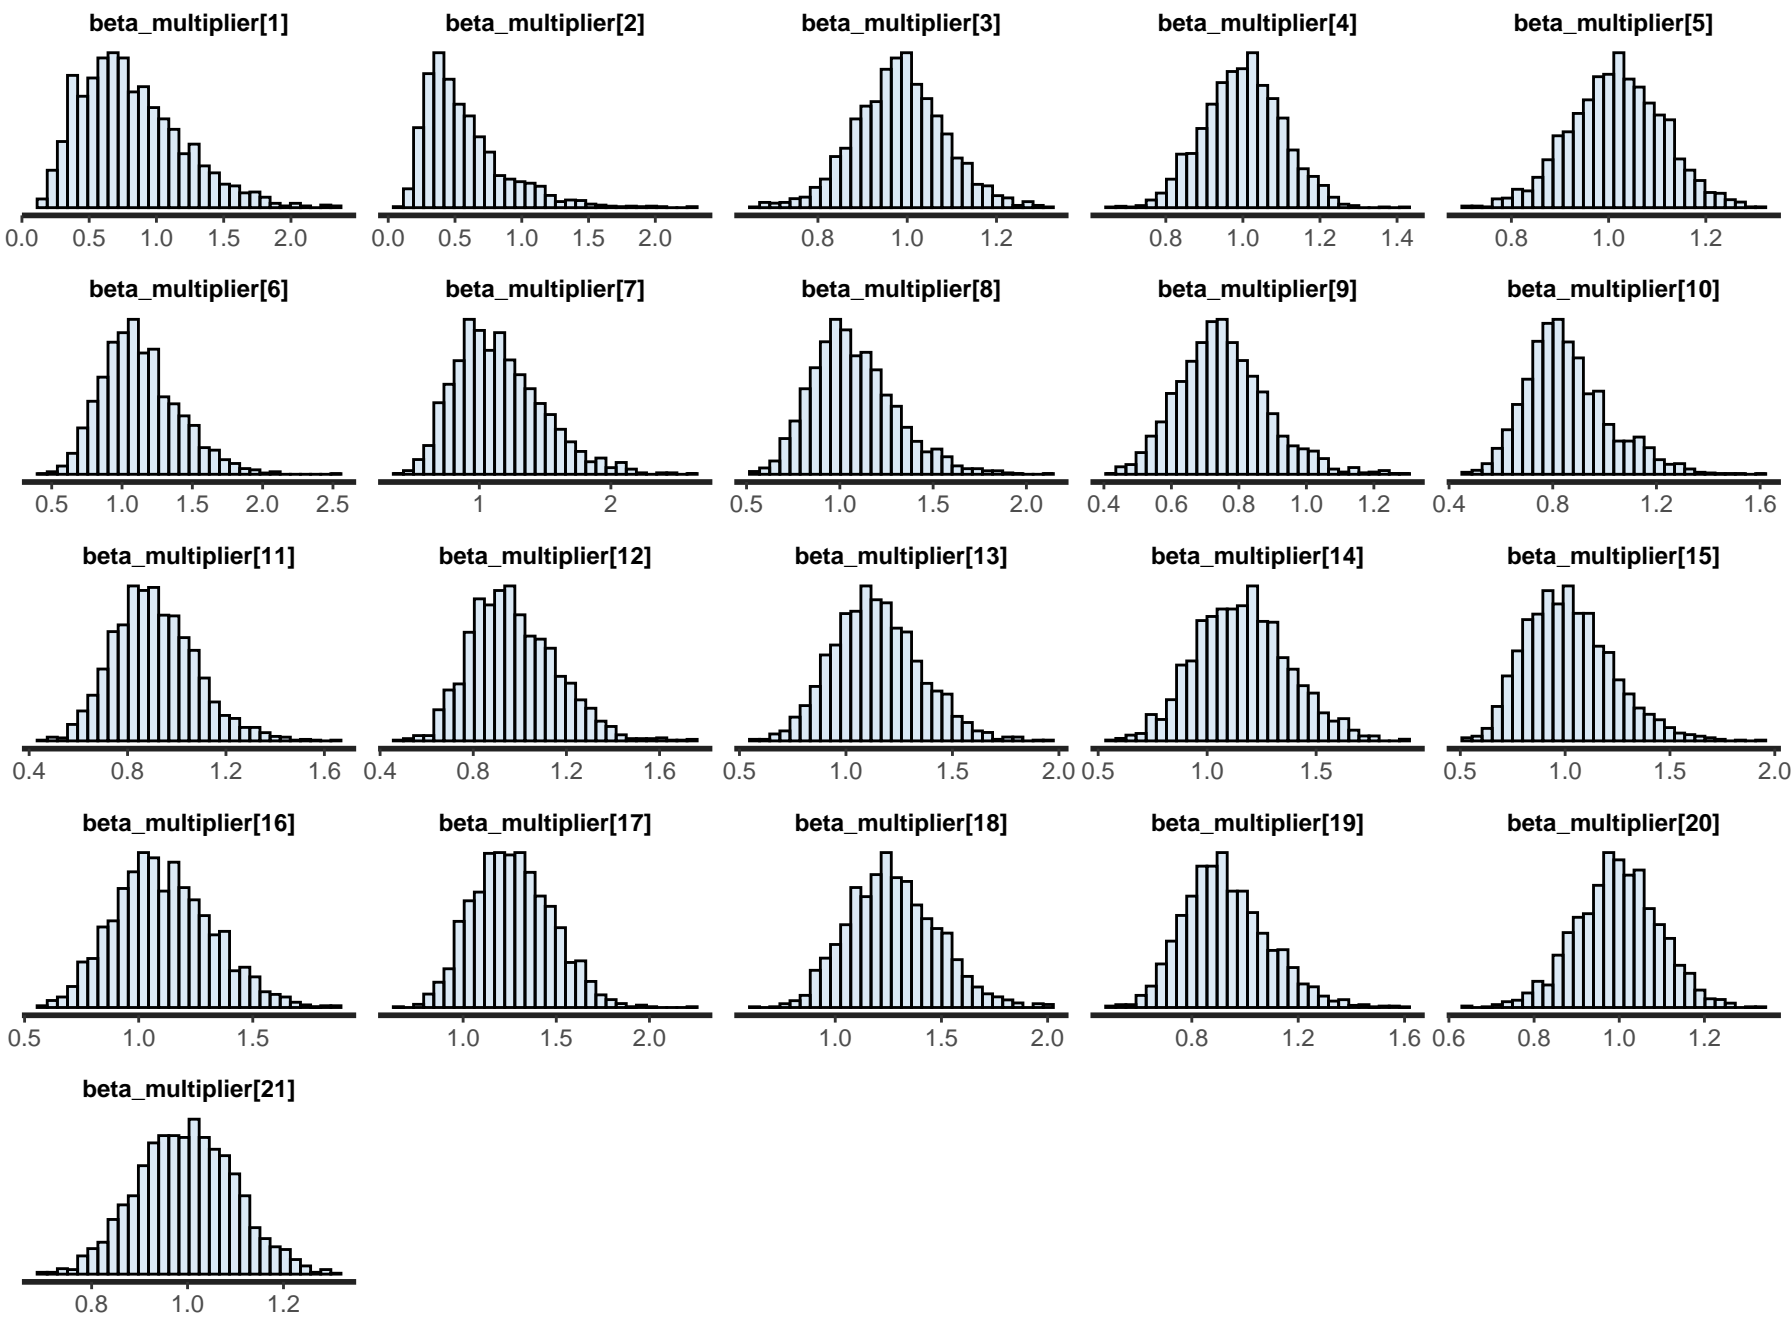 beta_multiplier[1] beta_multiplier[2] beta_multiplier[3] beta_multiplier[4] beta_multiplier[5]
0.0 0.5 1.0 1.5 2.0 0.0 0.5 1.0 1.5 2.0 0.8 1.0 1.2 0.8 1.0 1.2 1.4 0.8 1.0 1.2
beta_multiplier[6] beta_multiplier[7] beta_multiplier[8] beta_multiplier[9] beta_multiplier[10]
0.5 1.0 1.5 2.0 2.5 1 2 0.5 1.0 1.5 2.0 0.4 0.6 0.8 1.0 1.2 0.4 0.8 1.2 1.6
beta_multiplier[11] beta_multiplier[12] beta_multiplier[13] beta_multiplier[14] beta_multiplier[15]
0.4 0.8 1.2 1.6 0.4 0.8 1.2 1.6 0.5 1.0 1.5 2.0 0.5 1.0 1.5 0.5 1.0 1.5 2.0
beta_multiplier[16] beta_multiplier[17] beta_multiplier[18] beta_multiplier[19] beta_multiplier[20]
0.5 1.0 1.5 1.0 1.5 2.0 1.0 1.5 2.0 0.8 1.2 1.6 0.6 0.8 1.0 1.2
beta_multiplier[21]
0.8 1.0 1.2